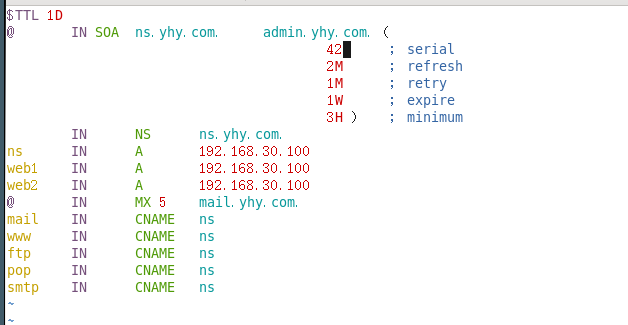 $TTL 1D
@ IN SOA ns.yhy.com. admin.yhy.com. (
42 ; serial
2M ; refresh
1M ; retry
1W ; expire
3H ) ; minimum
IN NS ns.yhy.com.
ns IN A 192.168.30.100
web1 IN A 192.168.30.100
web2 IN A 192.168.30.100
@ IN MX 5 mail.yhy.com.
mail IN CNAME ns
www IN CNAME ns
ftp IN CNAME ns
pop IN CNAME ns
smtp IN CNAME ns
~
~